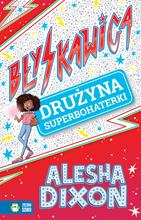 BŁYSKAWICA
DRUŻYNA
SUPERBOHATERKI
ALESHA
DIXON